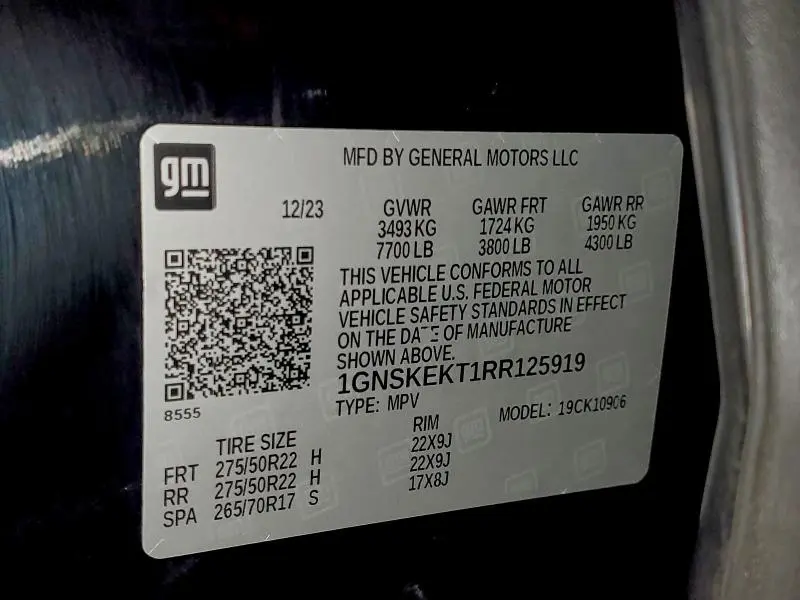 gm
MFD BY GENERAL MOTORS LLC
12/23 GVWR GAWR FRT GAWR RR
3493 KG 1724 KG 1950 KG
7700 LB 3800 LB 4300 LB
THIS VEHICLE CONFORMS TO ALL
APPLICABLE U.S. FEDERAL MOTOR
VEHICLE SAFETY STANDARDS IN EFFECT
ON THE DATE OF MANUFACTURE
SHOWN ABOVE.
1GNSKEKT1RR125919
8555
TYPE: MPV MODEL: 19CK10906
TIRE SIZE RIM
FRT 275/50R22 H 22X9J
RR 275/50R22 H 22X9J
SPA 265/70R17 S 17X8J